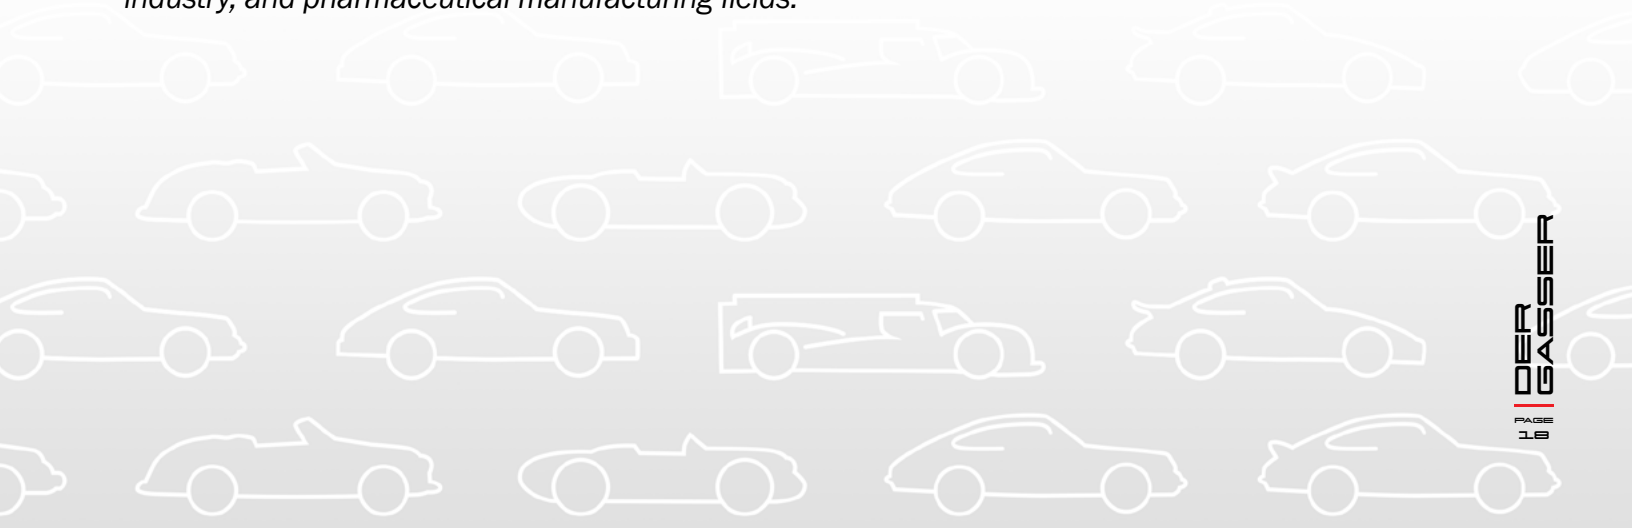 industry, and pharmaceutical manufacturing fields.
DER
GASSER
PAGE
18